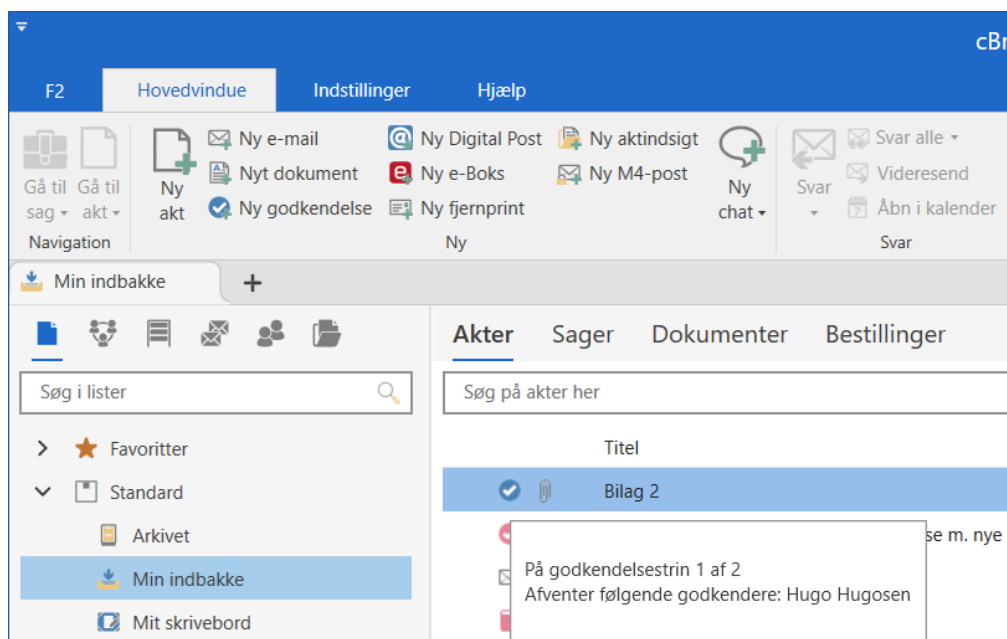 cBr
F2 Hovedvindue Indstillinger Hjælp
Ny e-mail Ny Digital Post Ny aktindsigt Svar alle
Gå til Gå til Nyt dokument Ny e-Boks Ny M4-post Videresend
sag akt Ny akt Ny godkendelse Ny fjernprint Ny chat Svar 7 Åbn i kalender
Navigation Ny Svar
Min indbakke +
Akter Sager Dokumenter Bestillinger
Søg i lister Søg på akter her
Favoritter Titel
Standard Bilag 2
Arkivet se m. nye
På godkendelsestrin 1 af 2
Min indbakke Afventer følgende godkendere: Hugo Hugosen
Mit skrivebord